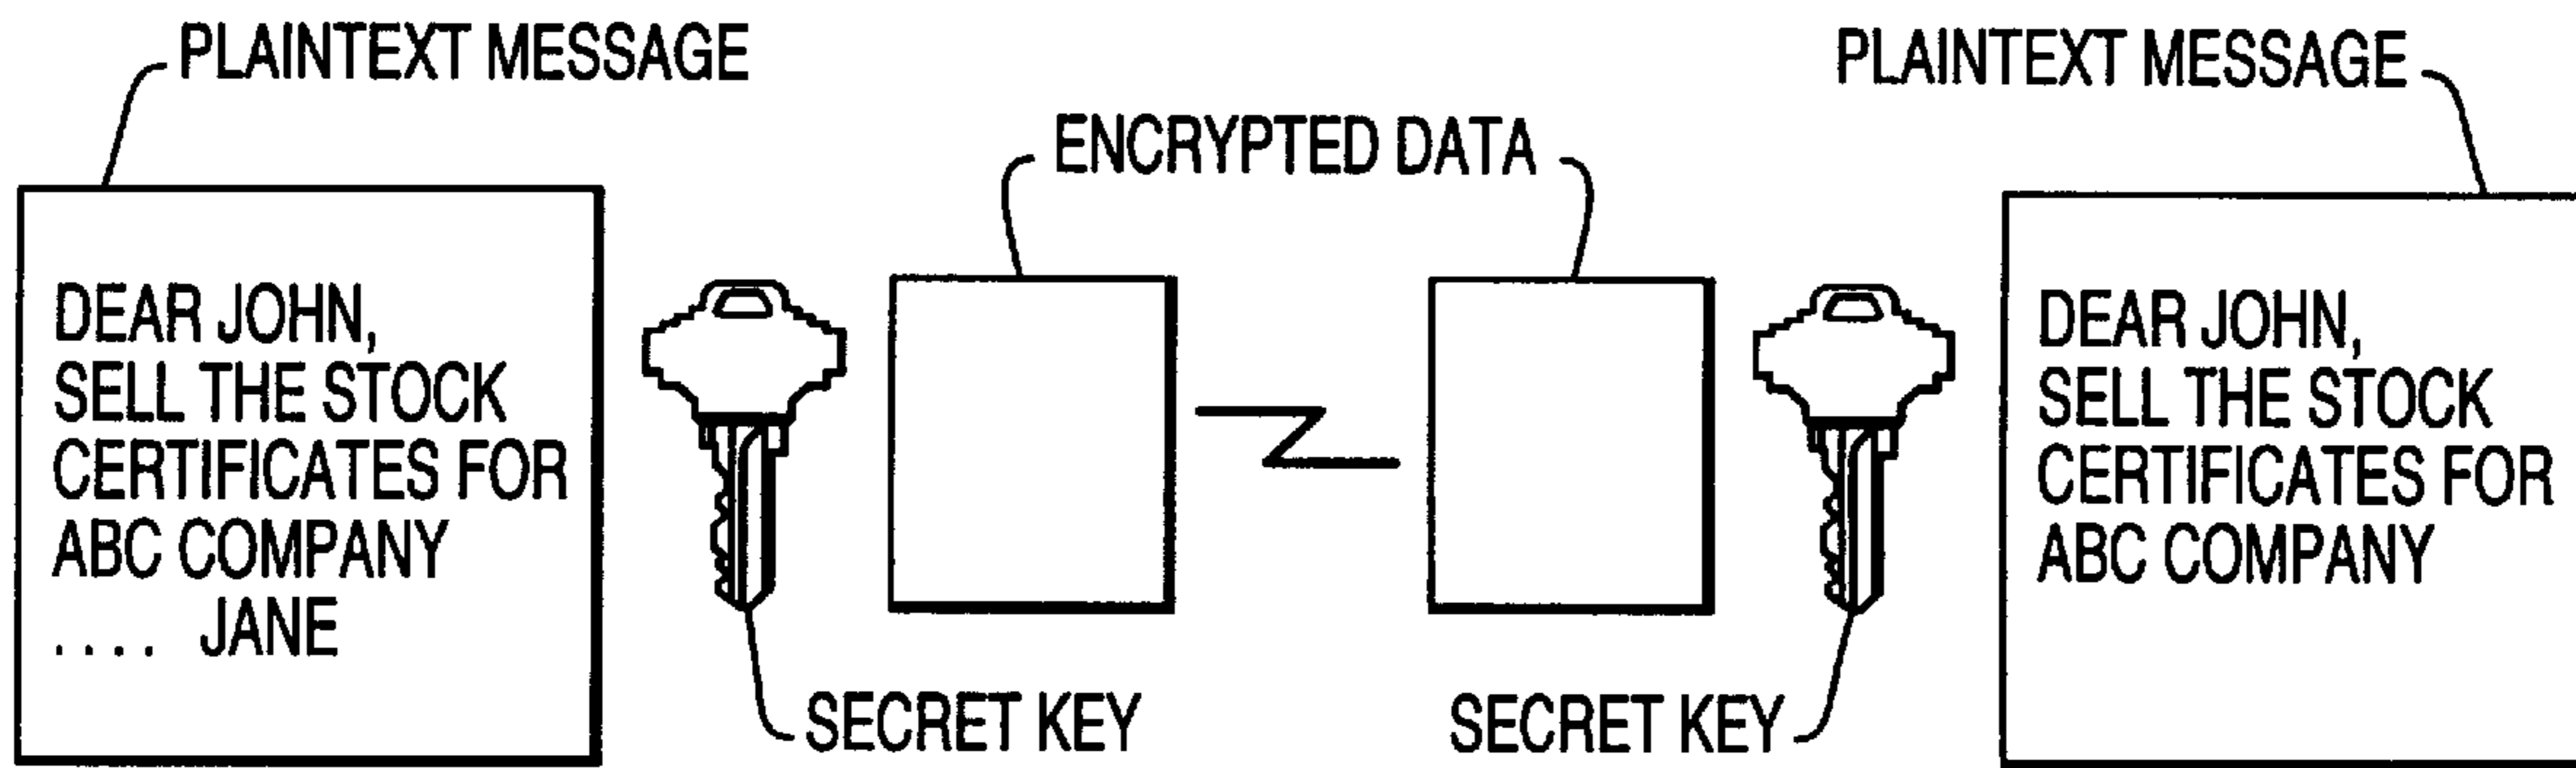 PLAINTEXT MESSAGE
DEAR JOHN,
SELL THE STOCK
CERTIFICATES FOR
ABC COMPANY
.... JANE
SECRET KEY
ENCRYPTED DATA
SECRET KEY
PLAINTEXT MESSAGE
DEAR JOHN,
SELL THE STOCK
CERTIFICATES FOR
ABC COMPANY